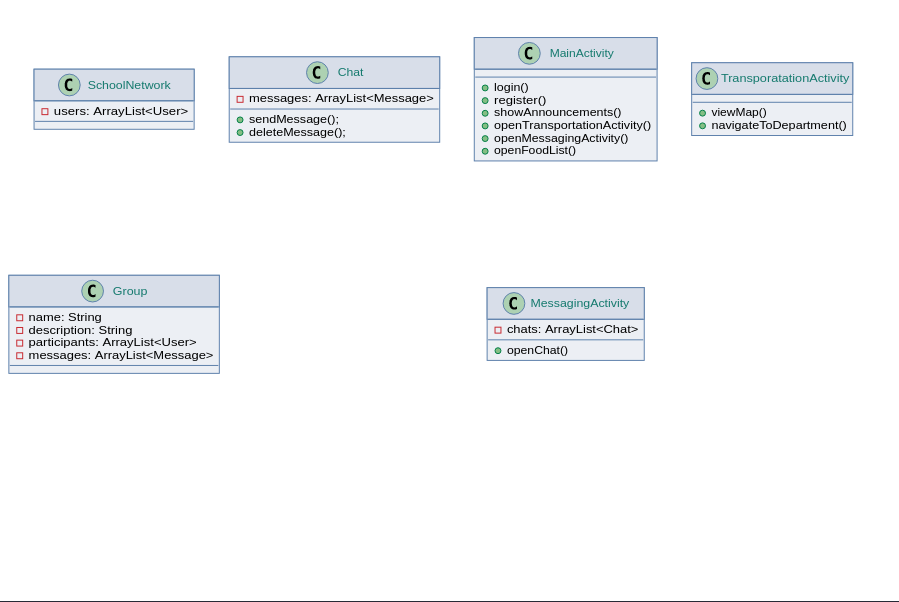 C SchoolNetwork
users: ArrayList<User>
C Chat
messages: ArrayList<Message>
sendMessage();
deleteMessage();
C MainActivity
login()
register()
showAnnouncements()
openTransportationActivity()
openMessagingActivity()
openFoodList()
C TransporatationActivity
viewMap()
navigateToDepartment()
C Group
name: String
description: String
participants: ArrayList<User>
messages: ArrayList<Message>
C MessagingActivity
chats: ArrayList<Chat>
openChat()